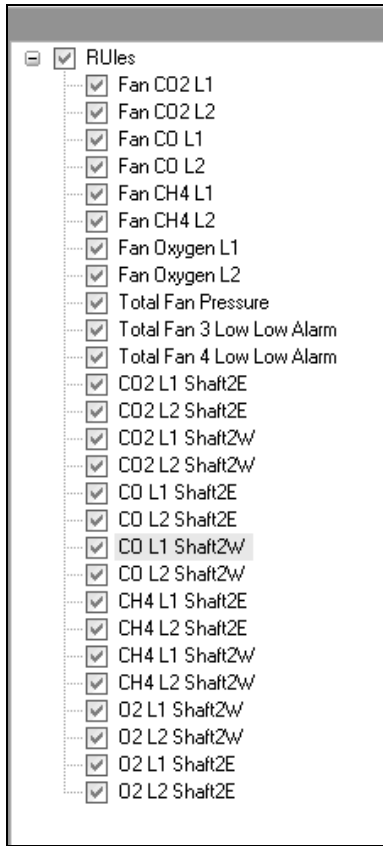 RUles
Fan CO2 L1
Fan CO2 L2
Fan CO L1
Fan CO L2
Fan CH4 L1
Fan CH4 L2
Fan Oxygen L1
Fan Oxygen L2
Total Fan Pressure
Total Fan 3 Low Low Alarm
Total Fan 4 Low Low Alarm
CO2 L1 Shaft2E
CO2 L2 Shaft2E
CO2 L1 Shaft2W
CO2 L2 Shaft2W
CO L1 Shaft2E
CO L2 Shaft2E
CO L1 Shaft2W
CO L2 Shaft2W
CH4 L1 Shaft2E
CH4 L2 Shaft2E
CH4 L1 Shaft2W
CH4 L2 Shaft2W
O2 L1 Shaft2W
O2 L2 Shaft2W
O2 L1 Shaft2E
O2 L2 Shaft2E